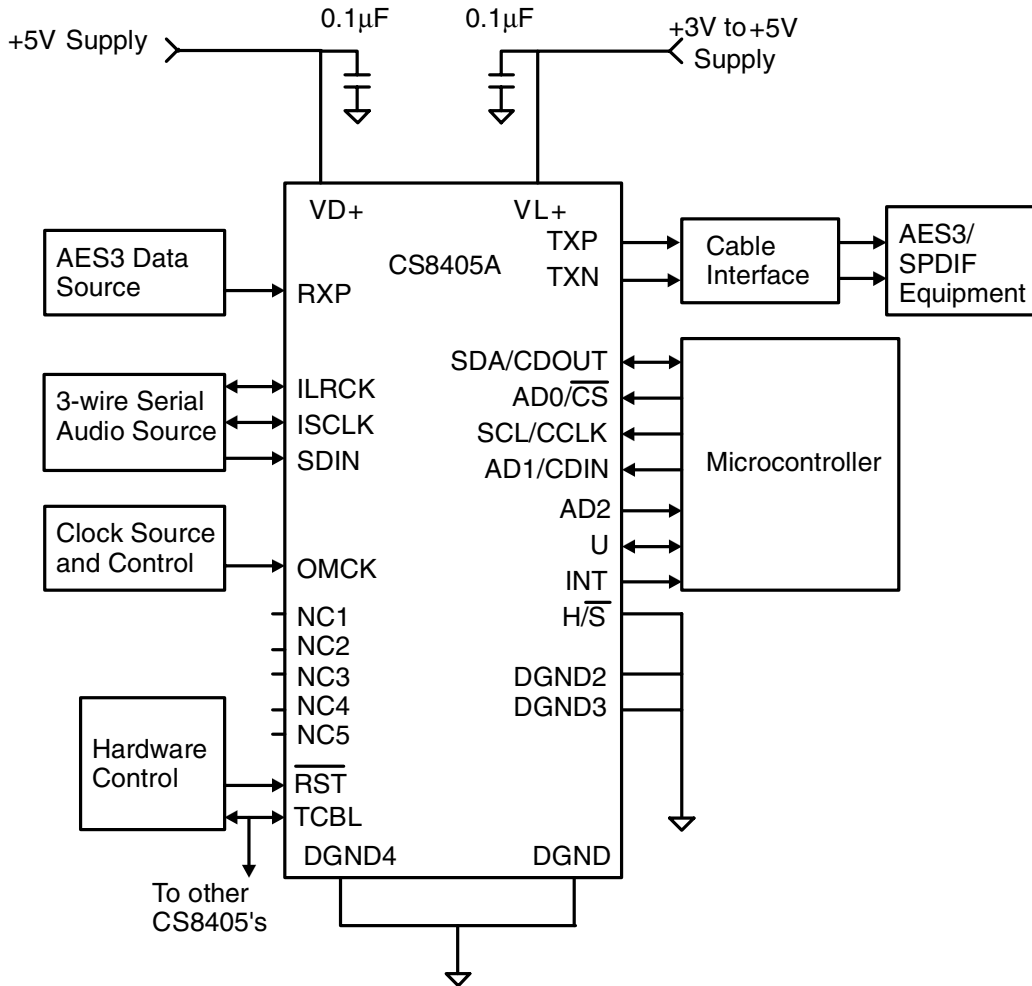 0.1µF
0.1µF
+5V Supply
+3V to +5V
Supply
VD+
VL+
CS8405A
AES3 Data
Source
RXP
TXP
TXN
Cable
Interface
AES3/
SPDIF
Equipment
3-wire Serial
Audio Source
ILRCK
ISCLK
SDIN
SDA/CDOUT
AD0/C̅S̅
SCL/CCLK
AD1/CDIN
AD2
U
INT
Microcontroller
Clock Source
and Control
OMCK
NC1
NC2
NC3
NC4
NC5
H/S̅
DGND2
DGND3
Hardware
Control
R̅S̅T̅
TCBL
DGND4
DGND
To other
CS8405's